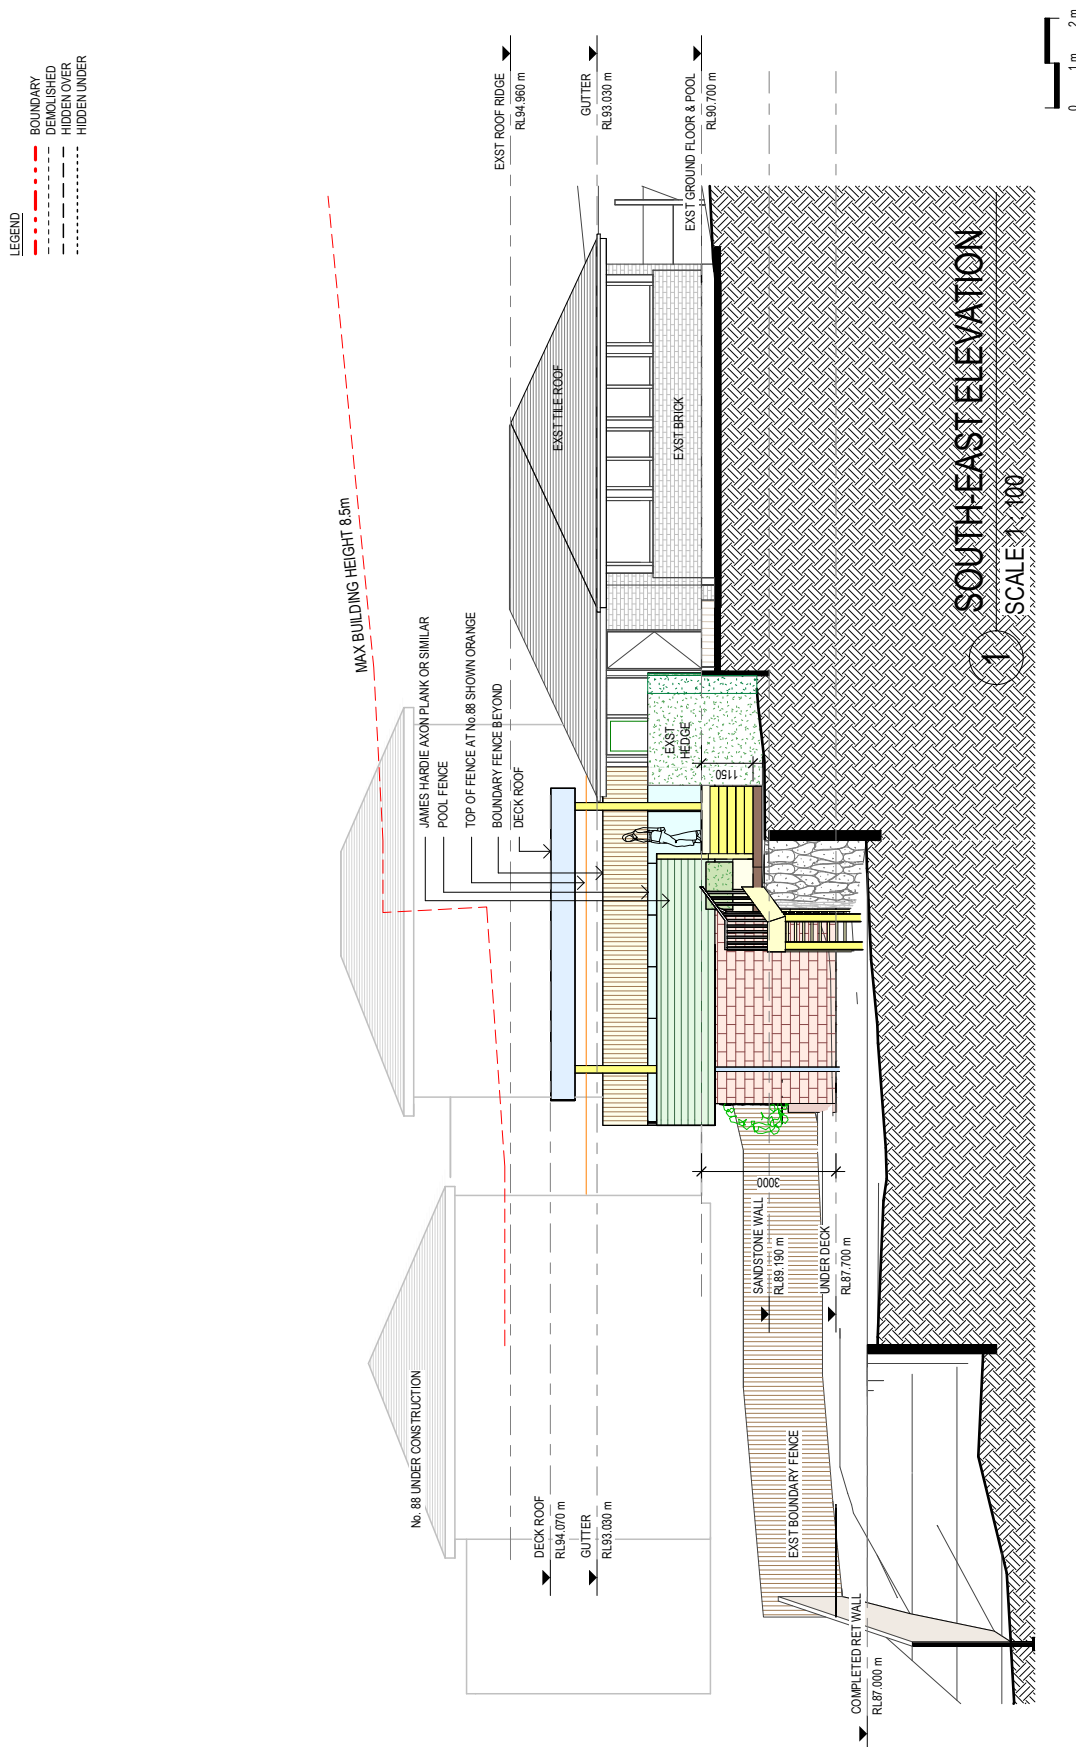 LEGEND
BOUNDARY
DEMOLISHED
HIDDEN OVER
HIDDEN UNDER
No. 88 UNDER CONSTRUCTION
MAX BUILDING HEIGHT 8.5m
JAMES HARDIE AXON PLANK OR SIMILAR
POOL FENCE
TOP OF FENCE AT No.88 SHOWN ORANGE
BOUNDARY FENCE BEYOND
DECK ROOF
EXST ROOF RIDGE
RL94.960 m
GUTTER
RL93.030 m
EXST GROUND FLOOR & POOL
RL90.700 m
DECK ROOF
RL94.070 m
GUTTER
RL93.030 m
EXST TILE ROOF
EXST BRICK
EXST
HEDGE
1150
3000
SANDSTONE WALL
RL89.190 m
UNDER DECK
RL87.700 m
EXST BOUNDARY FENCE
COMPLETED RET WALL
RL87.000 m
1
SOUTH-EAST ELEVATION
SCALE 1 : 100
0
1 m
2 m